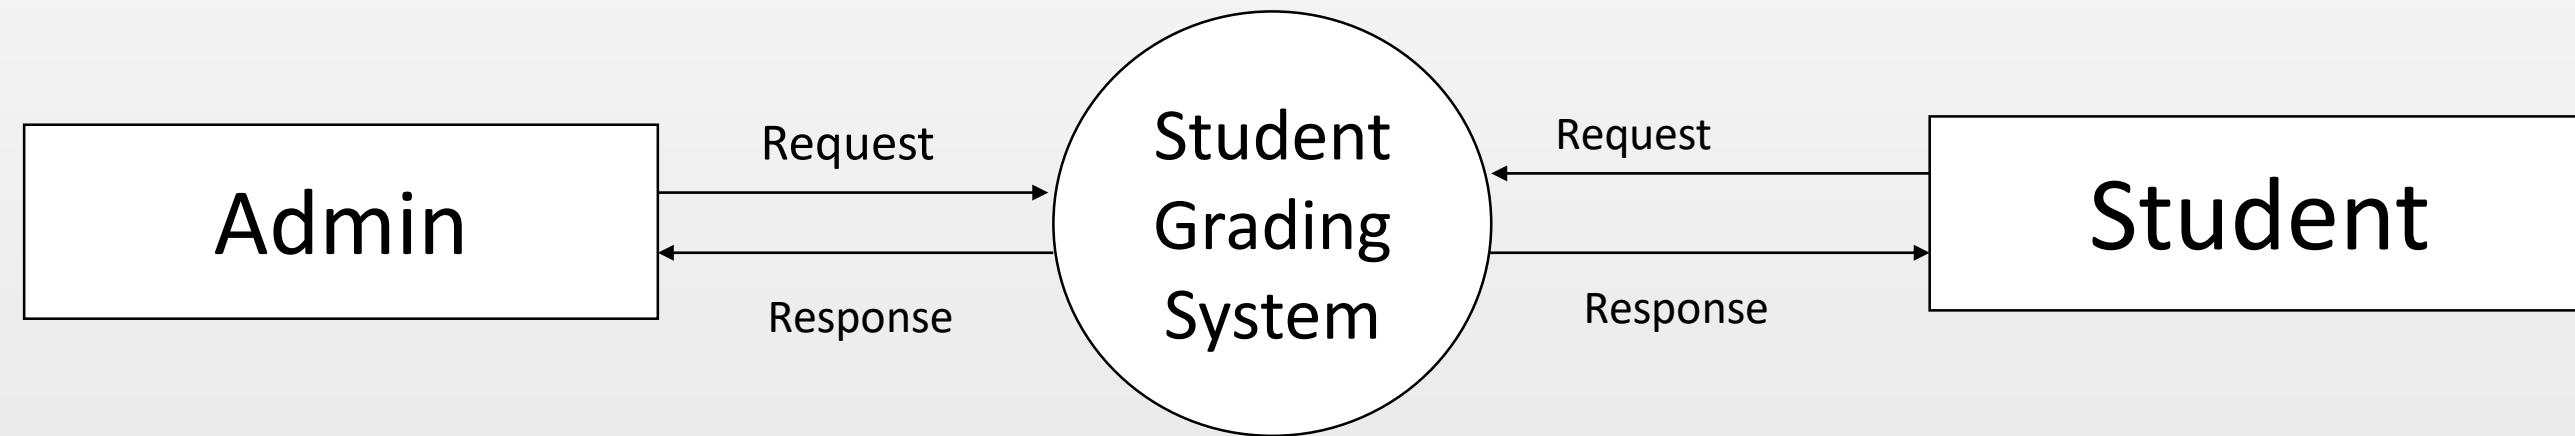 Admin
Request
Response
Student
Grading
System
Request
Response
Student